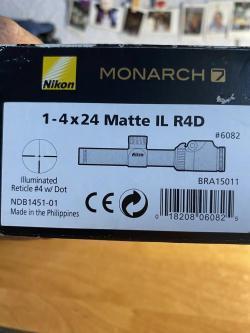 Nikon
MONARCH 7
1-4x24 Matte IL R4D
#6082
Nikon
BRA15011
Illuminated
Reticle #4 w/ Dot
NDB1451-01
Made in the Philippines
CE
0 18208 06082 5